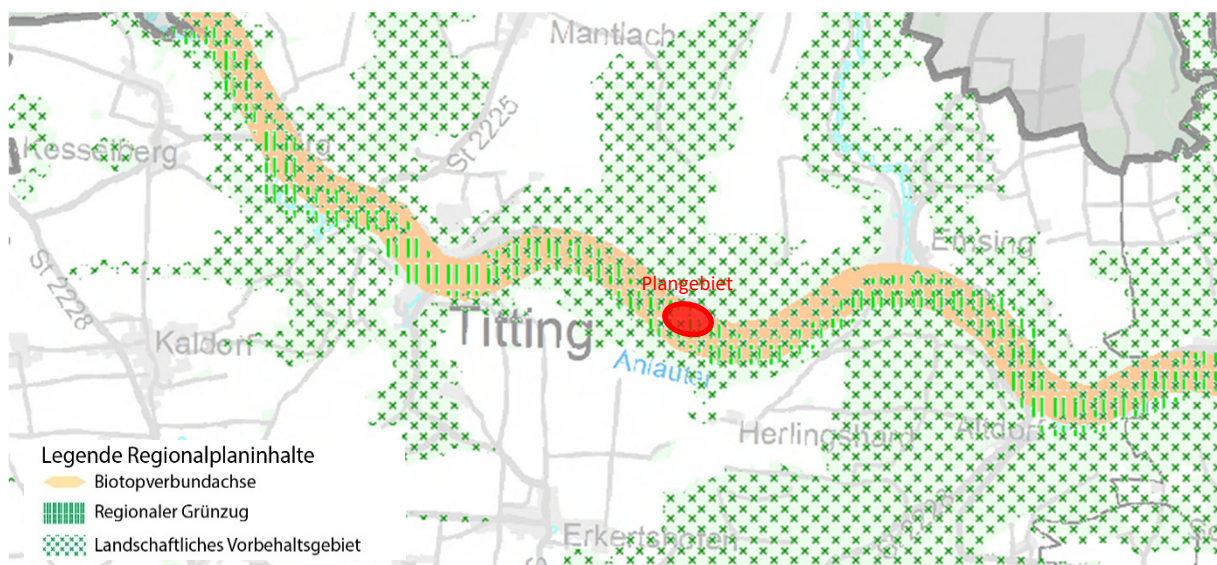 Mantlach
St 2225
Kesselberg
rg
Emsing
St 2228
Plangebiet
Titting
Kaldorf
Anlauter
Herlingshard
Altdorf
Legende Regionalplaninhalte
Biotopverbundachse
Regionaler Grünzug
Landschaftliches Vorbehaltsgebiet
Erkertshofen